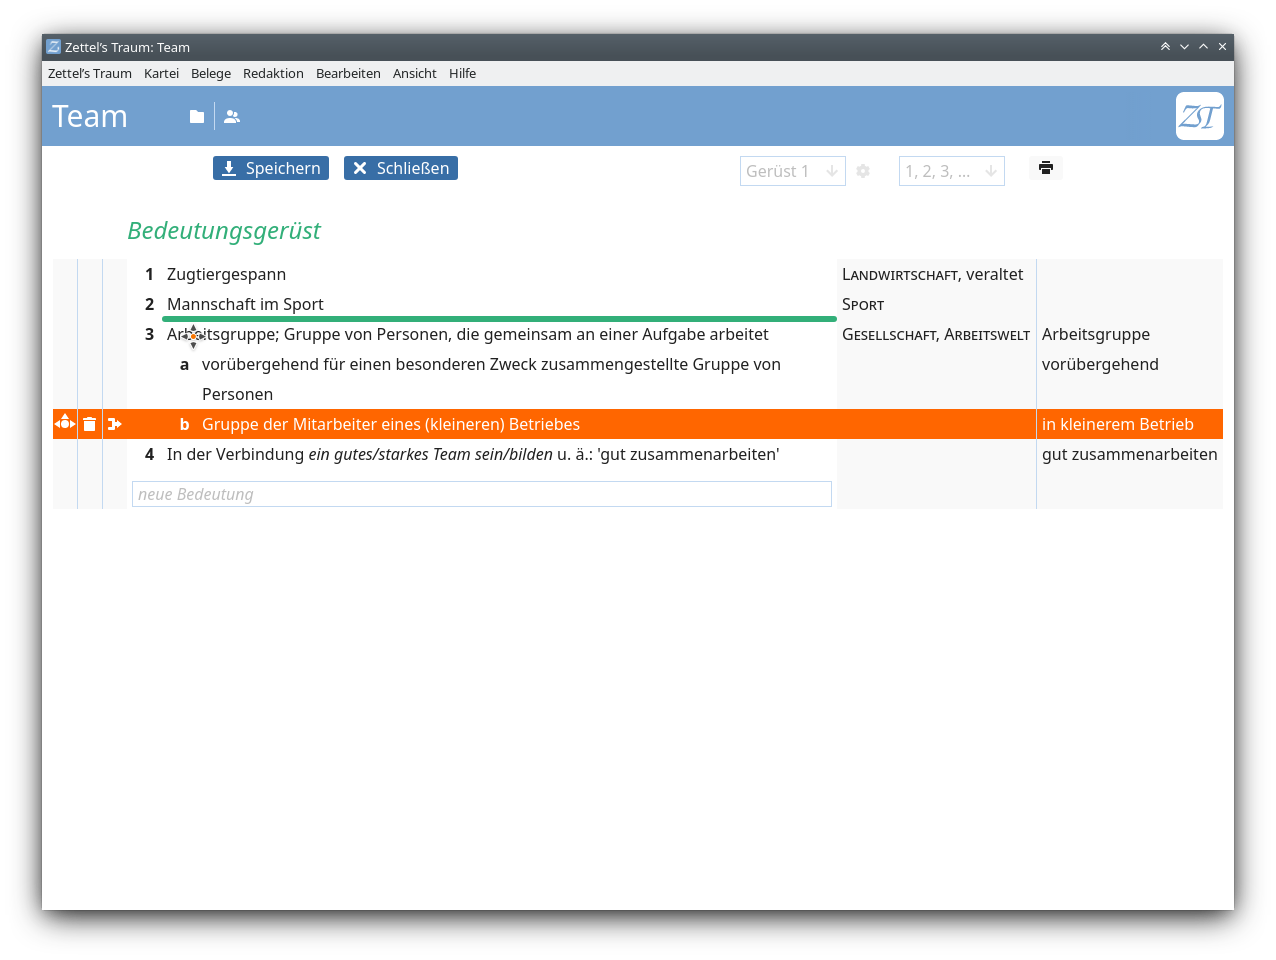 Zettel’s Traum: Team
Zettel’s Traum Kartei Belege Redaktion Bearbeiten Ansicht Hilfe
Team
ZT
Speichern Schließen Gerüst 1 1, 2, 3, ...
Bedeutungsgerüst
1 Zugtiergespann Landwirtschaft, veraltet
2 Mannschaft im Sport Sport
3 Arbeitsgruppe; Gruppe von Personen, die gemeinsam an einer Aufgabe arbeitet Gesellschaft, Arbeitswelt Arbeitsgruppe
a vorübergehend für einen besonderen Zweck zusammengestellte Gruppe von vorübergehend
Personen
b Gruppe der Mitarbeiter eines (kleineren) Betriebes in kleinerem Betrieb
4 In der Verbindung ein gutes/starkes Team sein/bilden u. ä.: 'gut zusammenarbeiten' gut zusammenarbeiten
neue Bedeutung